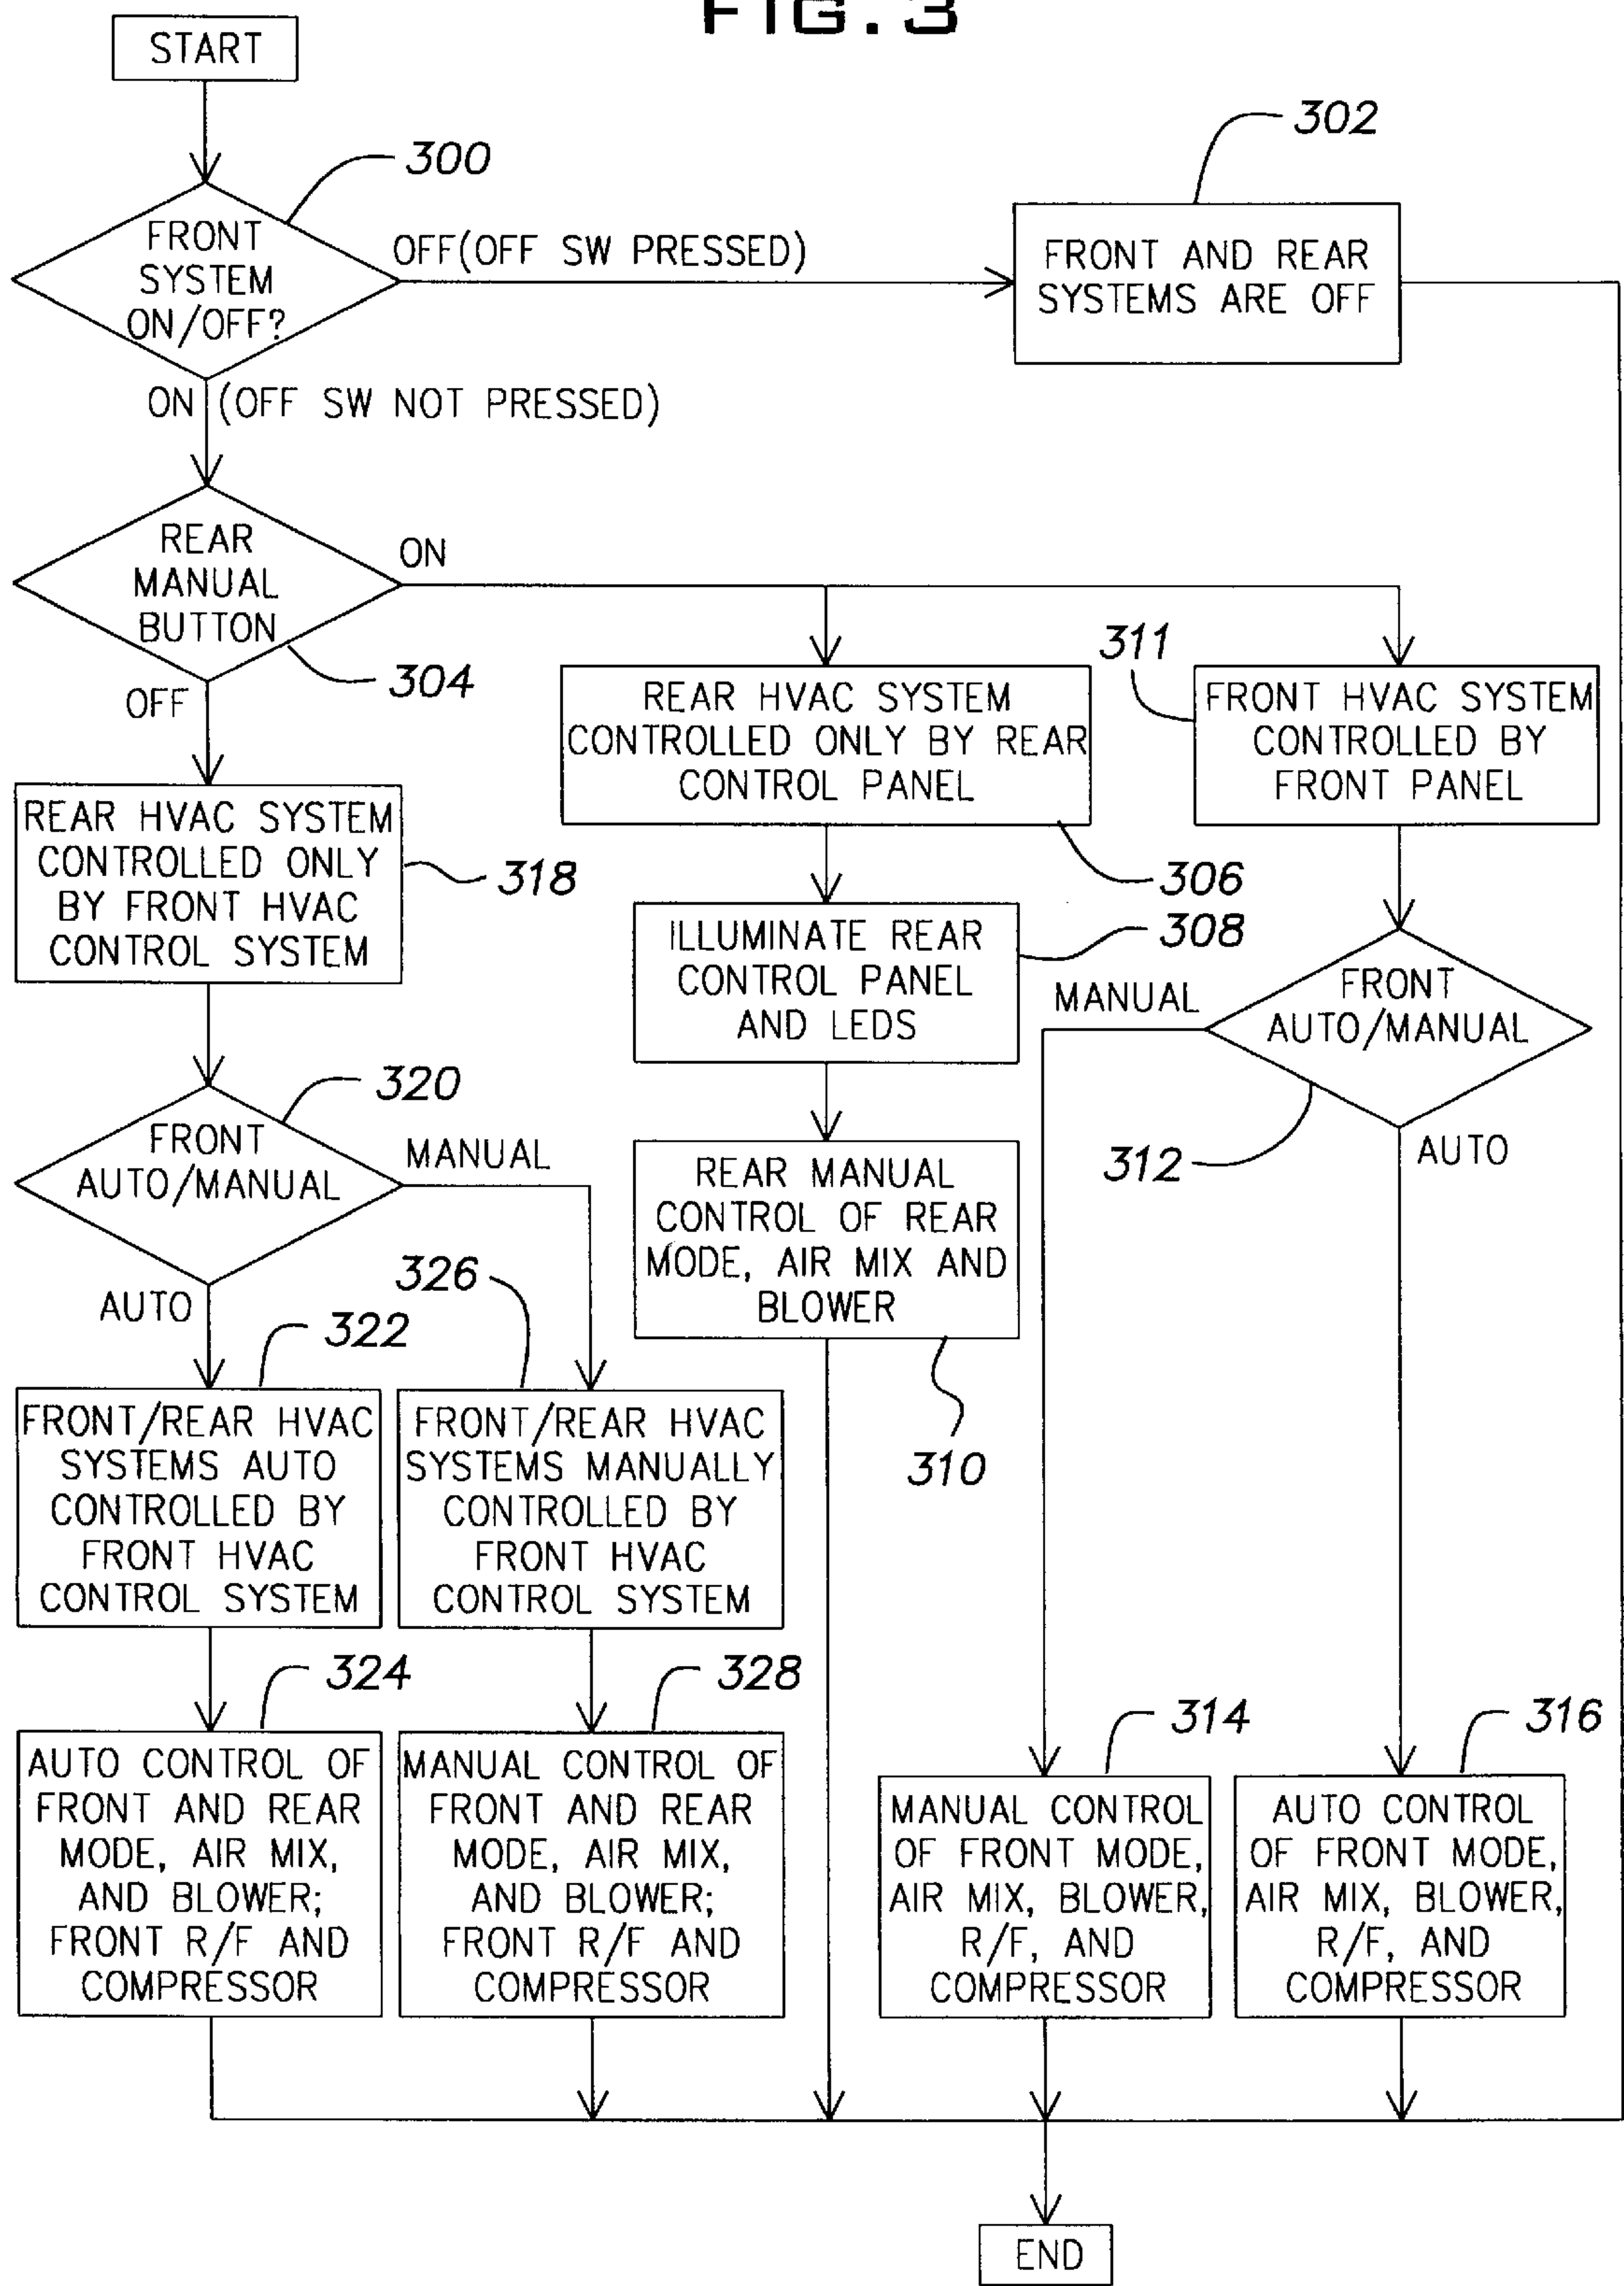 FIG. 3
START
300
302
FRONT
SYSTEM
ON/OFF?
OFF(OFF SW PRESSED)
FRONT AND REAR
SYSTEMS ARE OFF
ON (OFF SW NOT PRESSED)
REAR
MANUAL
BUTTON
ON
304
OFF
311
REAR HVAC SYSTEM
CONTROLLED ONLY BY REAR
CONTROL PANEL
306
FRONT HVAC SYSTEM
CONTROLLED BY
FRONT PANEL
REAR HVAC SYSTEM
CONTROLLED ONLY
BY FRONT HVAC
CONTROL SYSTEM
318
ILLUMINATE REAR
CONTROL PANEL
AND LEDS
308
MANUAL
FRONT
AUTO/MANUAL
312
AUTO
320
FRONT
AUTO/MANUAL
MANUAL
AUTO
REAR MANUAL
CONTROL OF REAR
MODE, AIR MIX AND
BLOWER
310
322
326
FRONT/REAR HVAC
SYSTEMS AUTO
CONTROLLED BY
FRONT HVAC
CONTROL SYSTEM
FRONT/REAR HVAC
SYSTEMS MANUALLY
CONTROLLED BY
FRONT HVAC
CONTROL SYSTEM
324
328
314
316
AUTO CONTROL OF
FRONT AND REAR
MODE, AIR MIX,
AND BLOWER;
FRONT R/F AND
COMPRESSOR
MANUAL CONTROL OF
FRONT AND REAR
MODE, AIR MIX,
AND BLOWER;
FRONT R/F AND
COMPRESSOR
MANUAL CONTROL
OF FRONT MODE,
AIR MIX, BLOWER,
R/F, AND
COMPRESSOR
AUTO CONTROL
OF FRONT MODE,
AIR MIX, BLOWER,
R/F, AND
COMPRESSOR
END